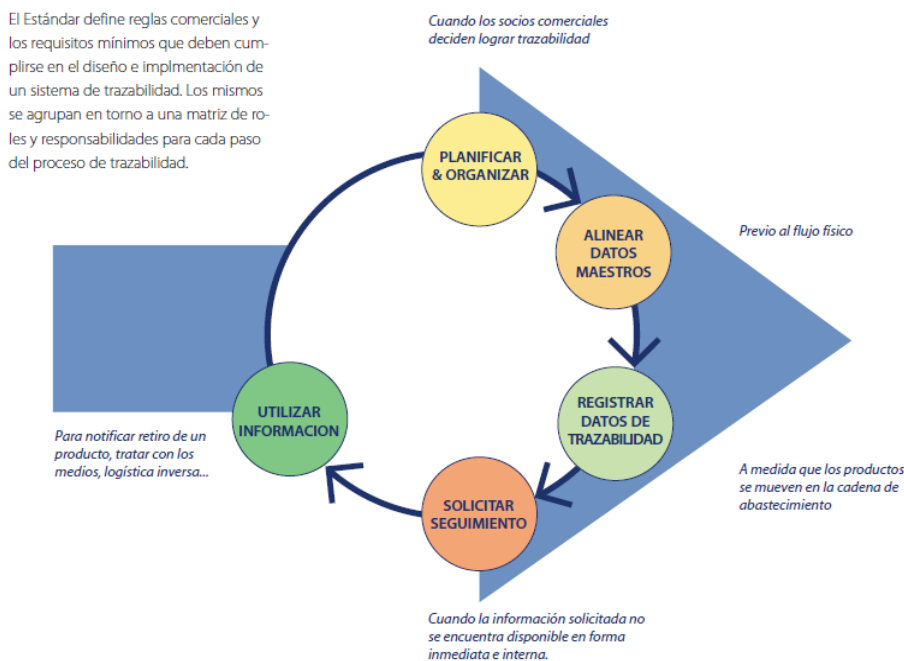 El Estándar define reglas comerciales y
los requisitos mínimos que deben cum-
plirse en el diseño e implmentación de
un sistema de trazabilidad. Los mismos
se agrupan en torno a una matriz de ro-
les y responsabilidades para cada paso
del proceso de trazabilidad.
Cuando los socios comerciales
deciden lograr trazabilidad
PLANIFICAR
& ORGANIZAR
ALINEAR
DATOS
MAESTROS
Previo al flujo físico
REGISTRAR
DATOS DE
TRAZABILIDAD
A medida que los productos
se mueven en la cadena de
abastecimiento
SOLICITAR
SEGUIMIENTO
Cuando la información solicitada no
se encuentra disponible en forma
inmediata e interna.
UTILIZAR
INFORMACION
Para notificar retiro de un
producto, tratar con los
medios, logística inversa...